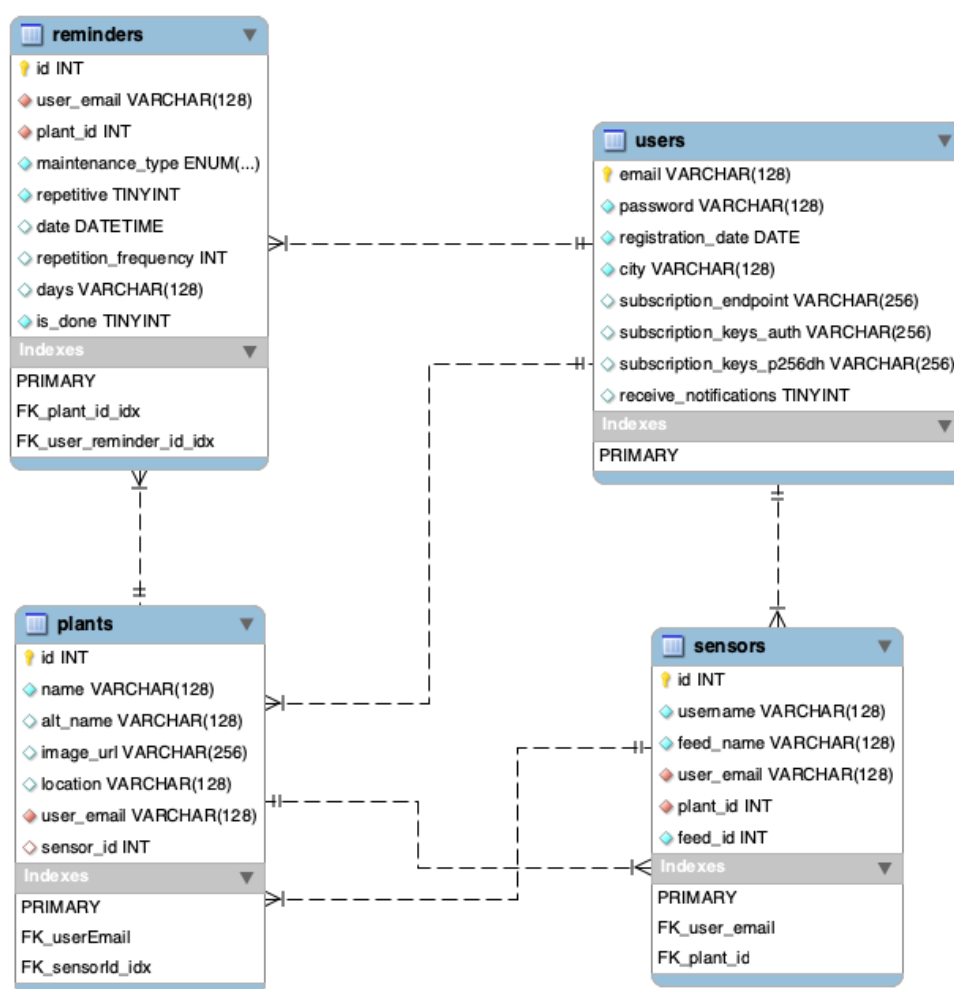 reminders
id INT
user_email VARCHAR(128)
plant_id INT
maintenance_type ENUM(...)
repetitive TINYINT
date DATETIME
repetition_frequency INT
days VARCHAR(128)
is_done TINYINT
Indexes
PRIMARY
FK_plant_id_idx
FK_user_reminder_id_idx
users
email VARCHAR(128)
password VARCHAR(128)
registration_date DATE
city VARCHAR(128)
subscription_endpoint VARCHAR(256)
subscription_keys_auth VARCHAR(256)
subscription_keys_p256dh VARCHAR(256)
receive_notifications TINYINT
Indexes
PRIMARY
plants
id INT
name VARCHAR(128)
alt_name VARCHAR(128)
image_url VARCHAR(256)
location VARCHAR(128)
user_email VARCHAR(128)
sensor_id INT
Indexes
PRIMARY
FK_userEmail
FK_sensorId_idx
sensors
id INT
username VARCHAR(128)
feed_name VARCHAR(128)
user_email VARCHAR(128)
plant_id INT
feed_id INT
Indexes
PRIMARY
FK_user_email
FK_plant_id